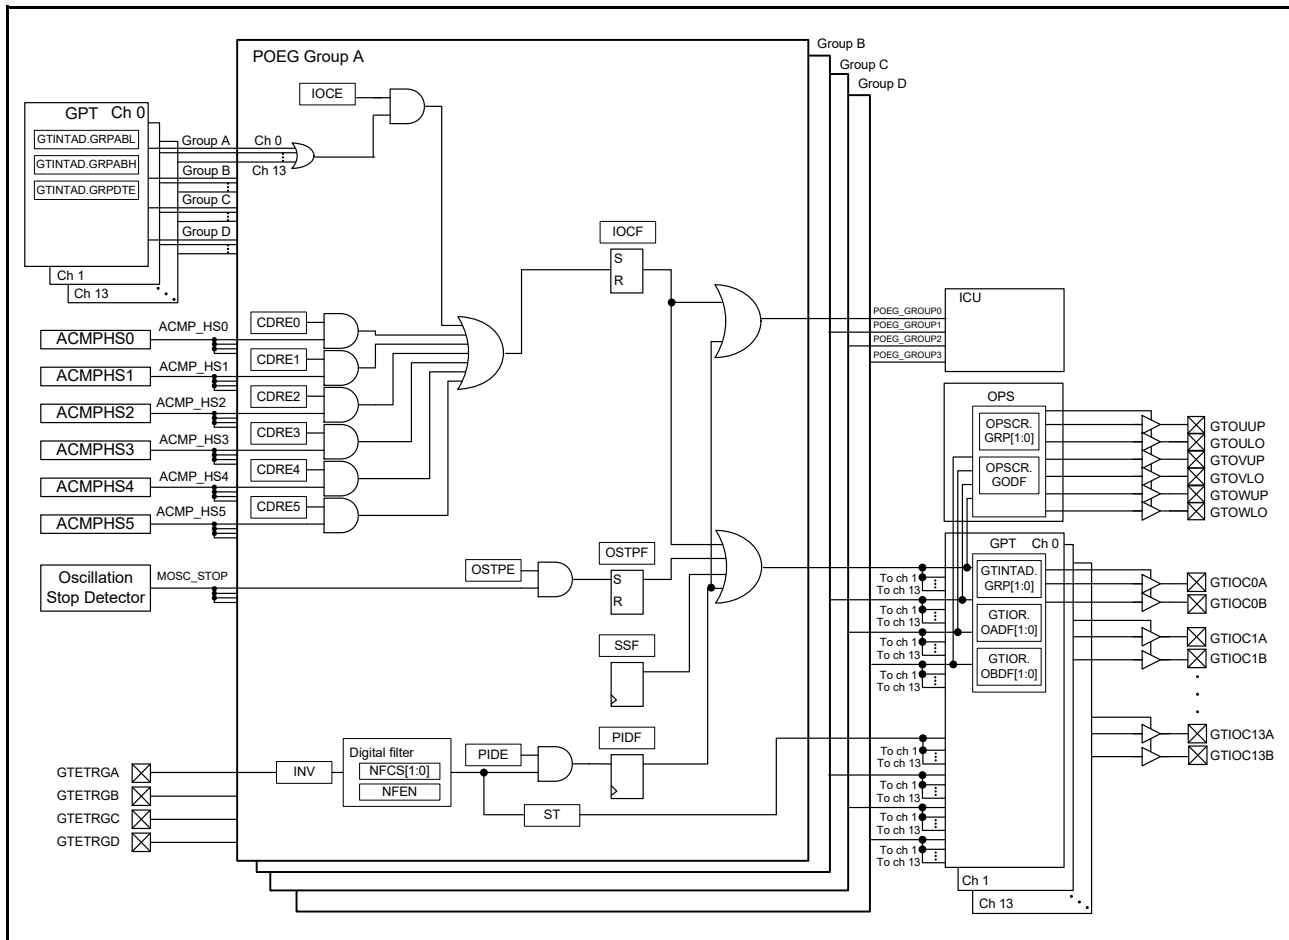 Group B
POEG Group A
Group C
Group D
IOCE
GPT Ch 0
GTINTAD.GRPABL
GTINTAD.GRPABH
GTINTAD.GRPDTE
Group A
Ch 0
Ch 13
Group B
Group C
Group D
Ch 1
Ch 13
IOCF
S
R
ICU
POEG_GROUP0
POEG_GROUP1
POEG_GROUP2
POEG_GROUP3
ACMPHS0
ACMP_HS0
CDRE0
ACMPHS1
ACMP_HS1
CDRE1
ACMPHS2
ACMP_HS2
CDRE2
ACMPHS3
ACMP_HS3
CDRE3
ACMPHS4
ACMP_HS4
CDRE4
ACMPHS5
ACMP_HS5
CDRE5
OPS
OPSCR.
GRP[1:0]
OPSCR.
GODF
GTOUUP
GTOULO
GTOVUP
GTOVLO
GTOWUP
GTOWLO
Oscillation
Stop Detector
MOSC_STOP
OSTPE
OSTPF
S
R
SSF
GPT Ch 0
GTINTAD.
GRP[1:0]
GTIOR.
OADF[1:0]
GTIOR.
OBDF[1:0]
To ch 1
To ch 13
To ch 1
To ch 13
To ch 1
To ch 13
To ch 1
To ch 13
GTIOC0A
GTIOC0B
GTIOC1A
GTIOC1B
GTIOC13A
GTIOC13B
GTETRGA
GTETRGB
GTETRGC
GTETRGD
INV
Digital filter
NFCS[1:0]
NFEN
PIDE
PIDF
ST
To ch 1
To ch 13
To ch 1
To ch 13
To ch 1
To ch 13
To ch 1
To ch 13
Ch 1
Ch 13